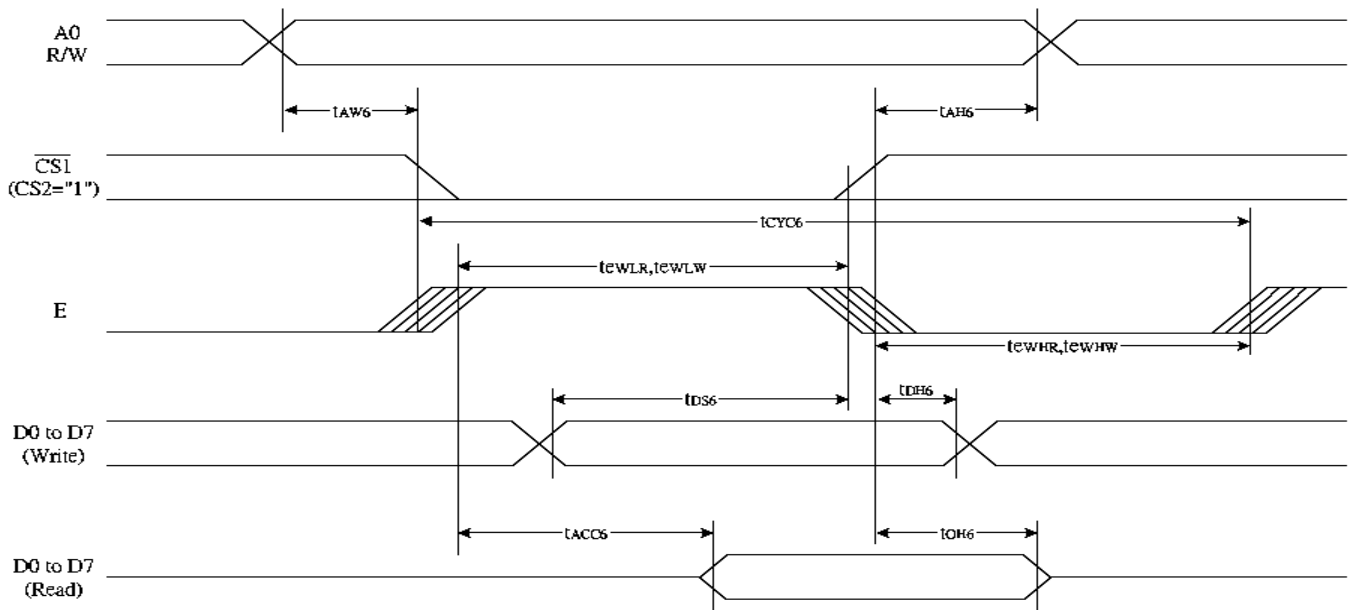 A0
R/W
tAW6
tAH6
CS1
(CS2="1")
tCYC6
tEWLR,tEWLW
E
tEWHR,tEWHW
tDS6
tDH6
D0 to D7
(Write)
tACC6
tOH6
D0 to D7
(Read)